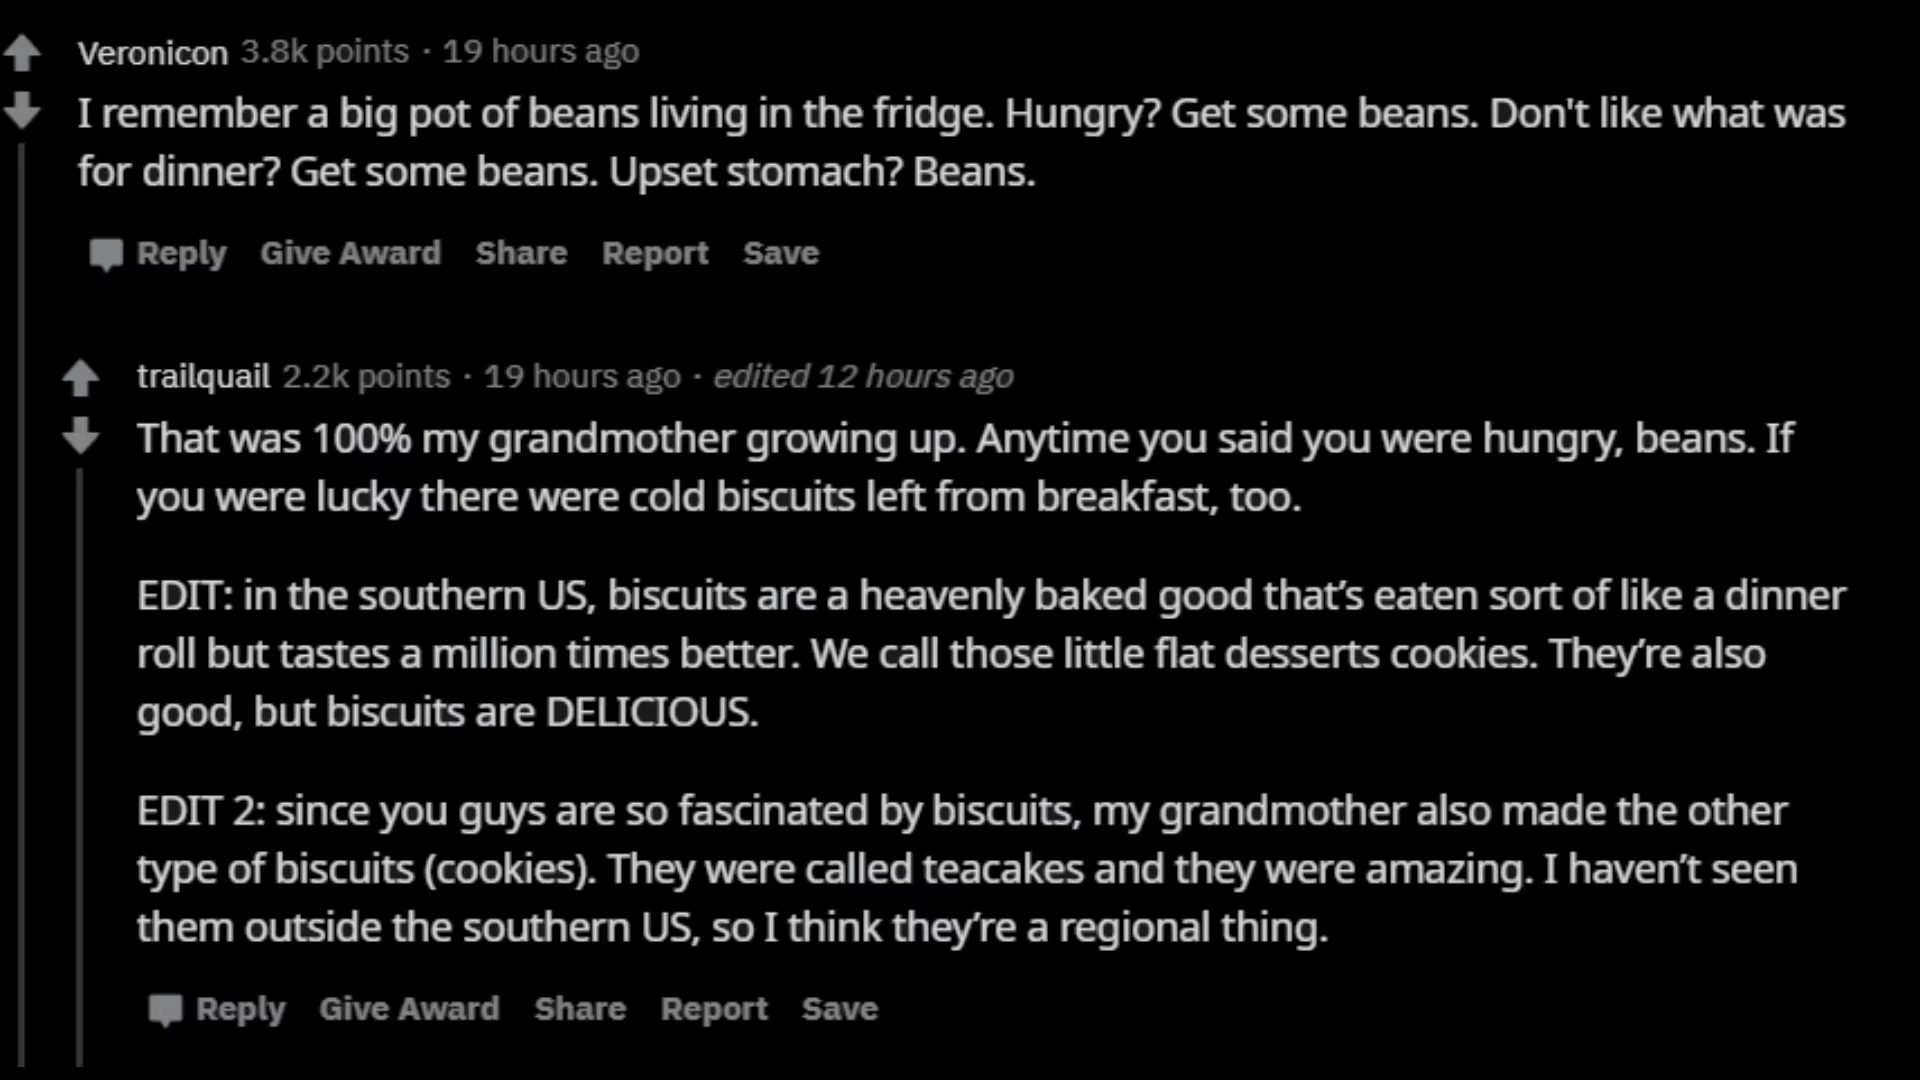 Veronicon 3.8k points · 19 hours ago
I remember a big pot of beans living in the fridge. Hungry? Get some beans. Don't like what was
for dinner? Get some beans. Upset stomach? Beans.
Reply Give Award Share Report Save
trailquail 2.2k points · 19 hours ago · edited 12 hours ago
That was 100% my grandmother growing up. Anytime you said you were hungry, beans. If
you were lucky there were cold biscuits left from breakfast, too.
EDIT: in the southern US, biscuits are a heavenly baked good that’s eaten sort of like a dinner
roll but tastes a million times better. We call those little flat desserts cookies. They’re also
good, but biscuits are DELICIOUS.
EDIT 2: since you guys are so fascinated by biscuits, my grandmother also made the other
type of biscuits (cookies). They were called teacakes and they were amazing. I haven’t seen
them outside the southern US, so I think they’re a regional thing.
Reply Give Award Share Report Save